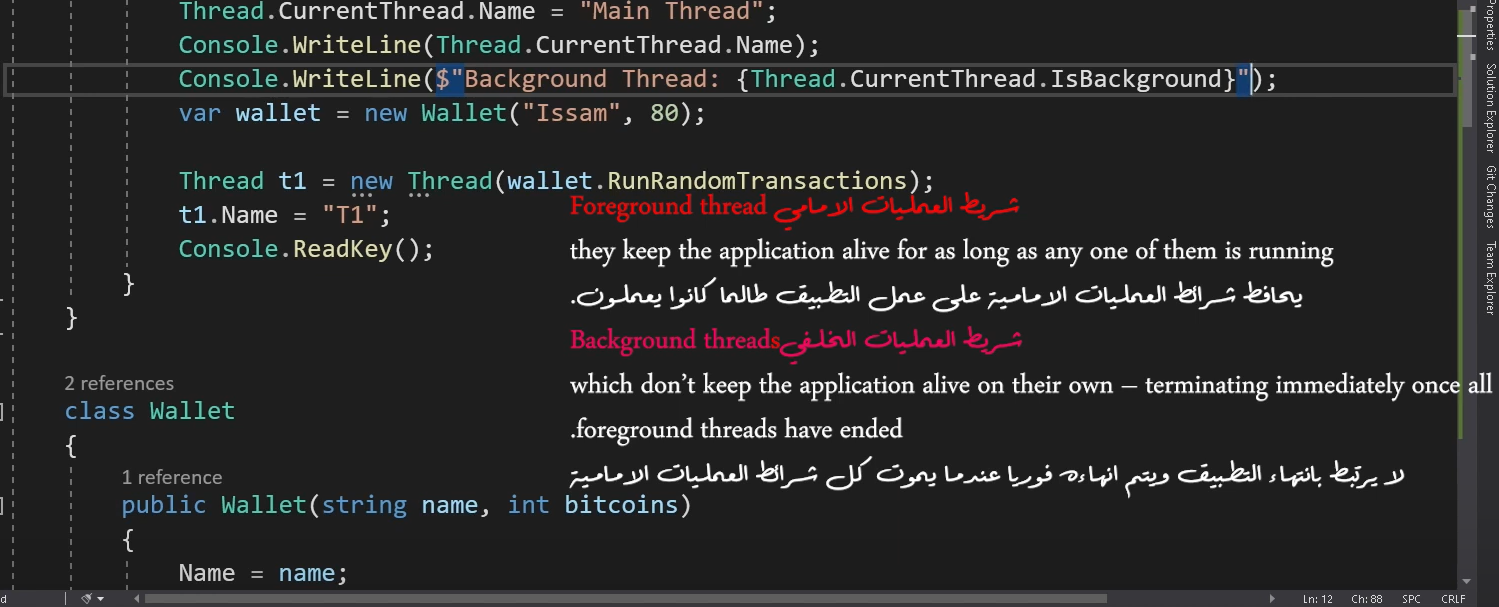 Thread.CurrentThread.Name = "Main Thread";
Console.WriteLine(Thread.CurrentThread.Name);
Console.WriteLine($"Background Thread: {Thread.CurrentThread.IsBackground}");
var wallet = new Wallet("Issam", 80);
Thread t1 = new Thread(wallet.RunRandomTransactions);
t1.Name = "T1";
Console.ReadKey();
}
}
Foreground thread شريط العمليات الامامي
they keep the application alive for as long as any one of them is running
يحافظ شرائط العمليات الامامية على عمل التطبيق طالما كانوا يعملون.
Background threads شريط العمليات الخلفي
which don’t keep the application alive on their own – terminating immediately once all
.foreground threads have ended
لا يرتبط بانتهاء التطبيق ويتم انهاءه فوريا عندما يموت كل شرائط العمليات الامامية
2 references
class Wallet
{
1 reference
public Wallet(string name, int bitcoins)
{
Name = name;
Properties
Solution Explorer
Git Changes
Team Explorer
d
Ln: 12 Ch: 88 SPC CRLF